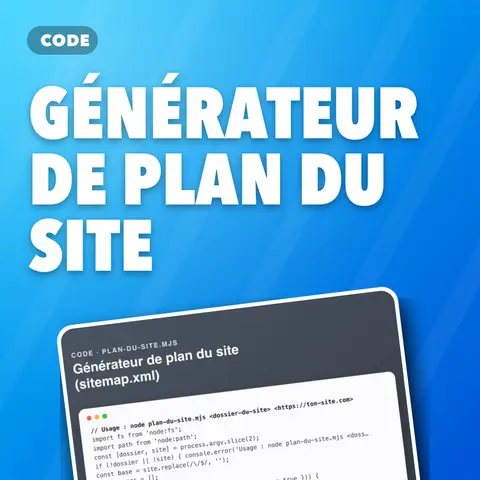 CODE
GÉNÉRATEUR
DE PLAN DU
SITE
CODE · PLAN-DU-SITE.MJS
Générateur de plan du site
(sitemap.xml)
// Usage : node plan-du-site.mjs <dossier-du-site> <https://ton-site.com>
import fs from 'node:fs';
import path from 'node:path';
const [dossier, site] = process.argv.slice(2);
if (!dossier || !site) { console.error('Usage : node plan-du-site.mjs <doss…
const base = site.replace(/\/$/, '');
= [];
true })) {